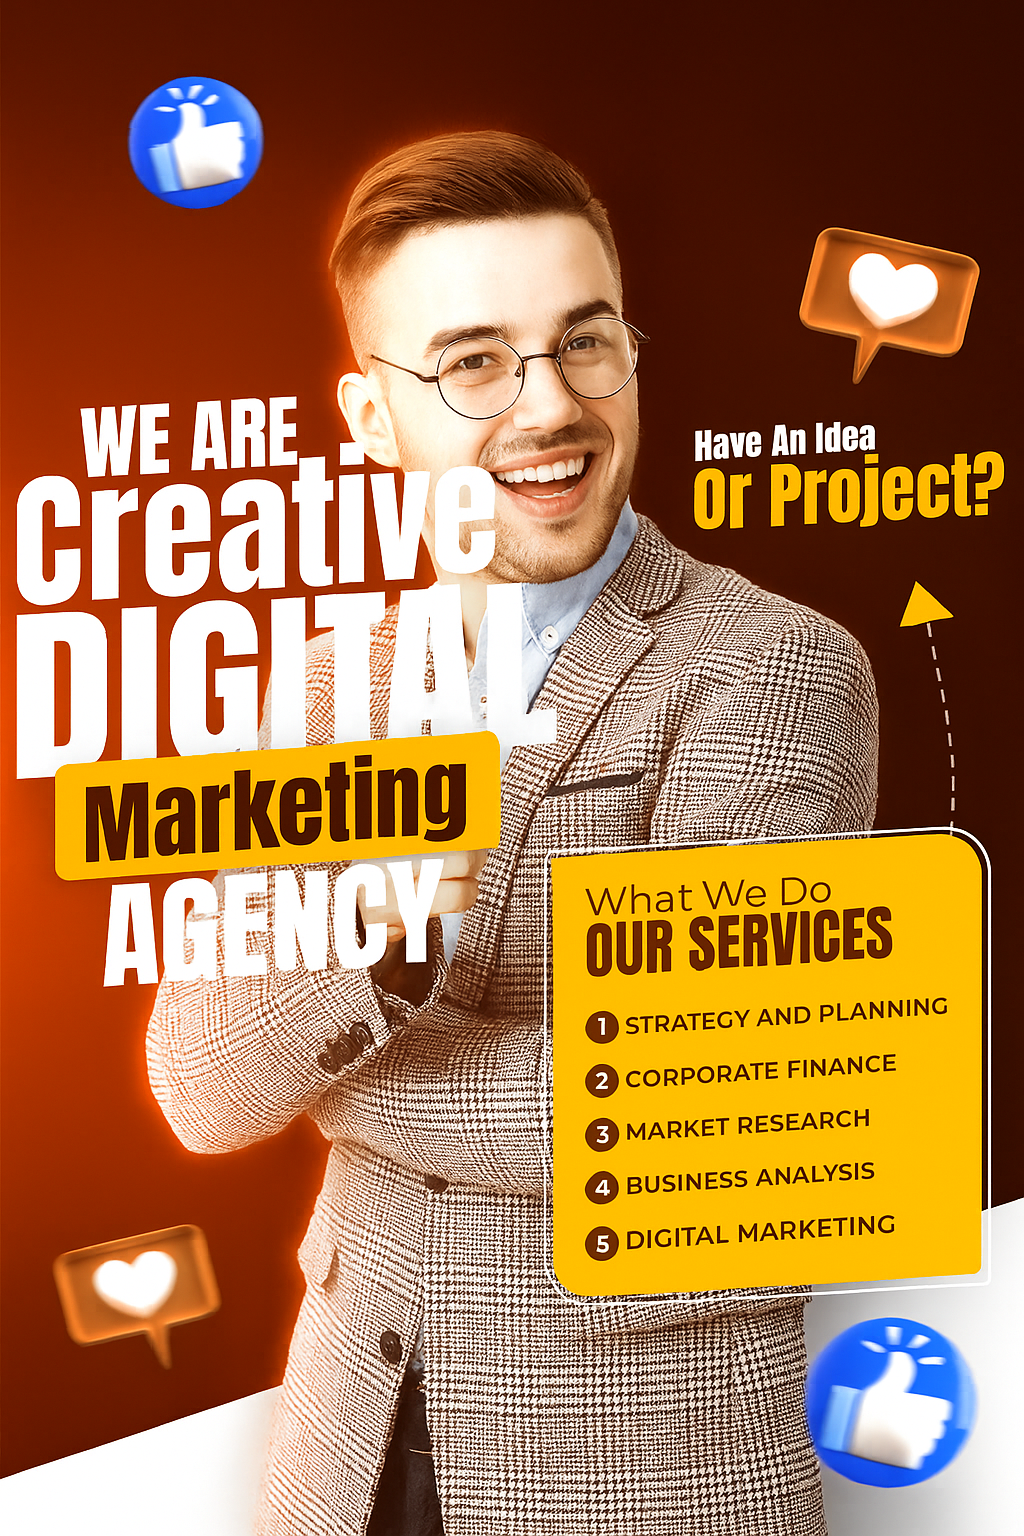 WE ARE
Creative
DIGITAL
Marketing
AGENCY
Have An Idea
Or Project?
What We Do
OUR SERVICES
1 STRATEGY AND PLANNING
2 CORPORATE FINANCE
3 MARKET RESEARCH
4 BUSINESS ANALYSIS
5 DIGITAL MARKETING